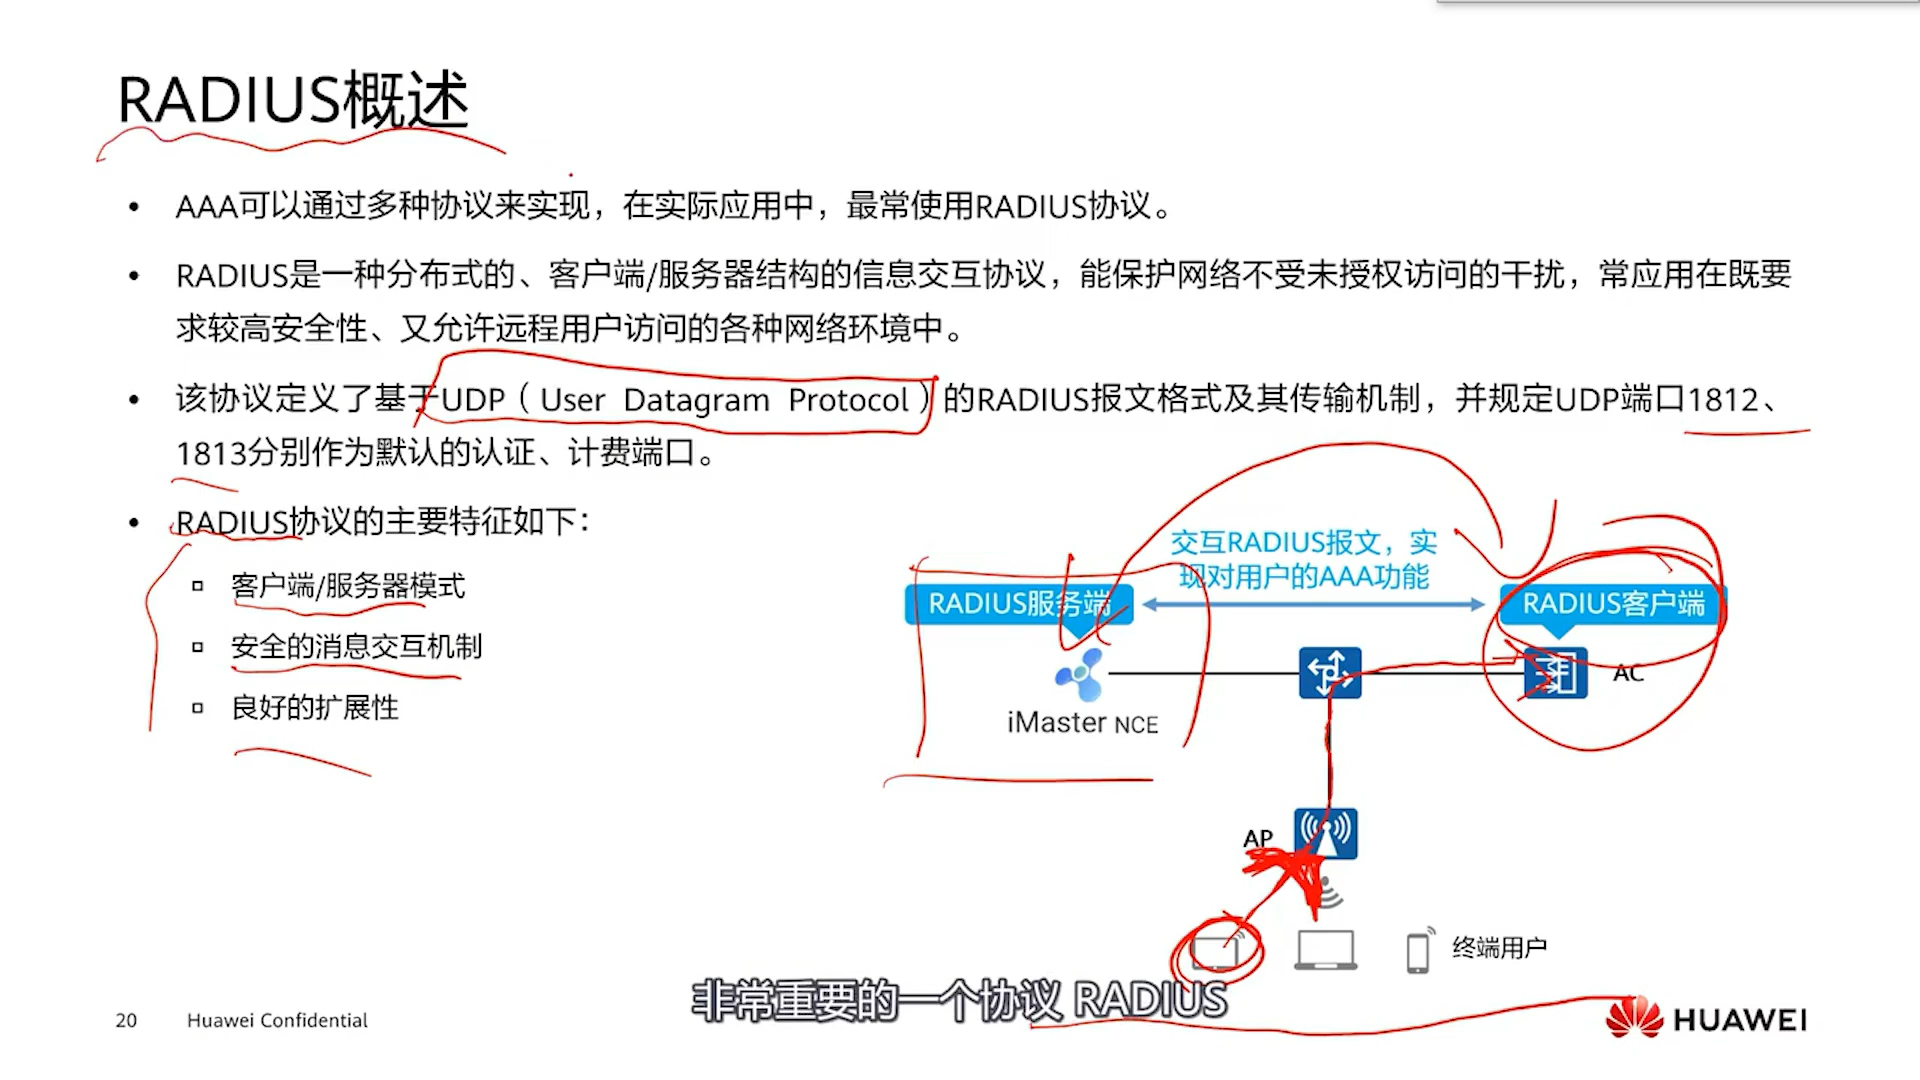 RADIUS概述
• AAA可以通过多种协议来实现，在实际应用中，最常使用RADIUS协议。
• RADIUS是一种分布式的、客户端/服务器结构的信息交互协议，能保护网络不受未授权访问的干扰，常应用在既要
求较高安全性、又允许远程用户访问的各种网络环境中。
• 该协议定义了基于UDP（User Datagram Protocol）的RADIUS报文格式及其传输机制，并规定UDP端口1812、
1813分别作为默认的认证、计费端口。
• RADIUS协议的主要特征如下：
客户端/服务器模式
安全的消息交互机制
良好的扩展性
交互RADIUS报文，实
现对用户的AAA功能
RADIUS服务端
RADIUS客户端
AC
iMaster NCE
AP
终端用户
非常重要的一个协议 RADIUS
20 Huawei Confidential
HUAWEI